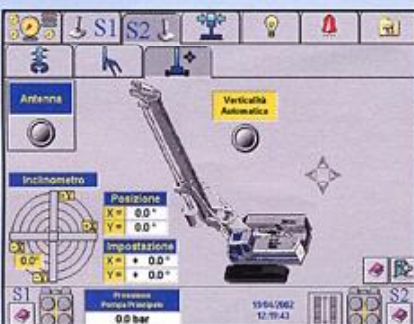 S1 S2
Antenna
Verticalità
Automatica
Inclinometro
Posizione
X = 0.0°
Y = 0.0°
Impostazione
X = + 0.0°
Y = + 0.0°
0.0°
S1
Pressione
Pompa Principale
0.0 bar
19/04/2002
12:19:43
S2